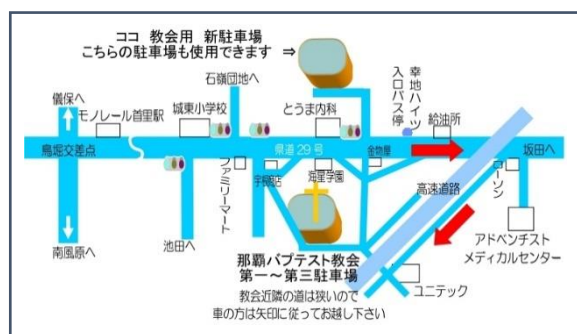 ココ 教会用 新駐車場
こちらの駐車場も使用できます ⇒
石嶺団地へ
儀保へ
モノレール首里駅
城東小学校
とうま内科
幸地ハイツ
入口バス停
給油所
鳥堀交差点
県道29号
金物屋
坂田へ
ファミリーマート
海星学園
高速道路
ローソン
南風原へ
池田へ
那覇バプテスト教会
第一~第三駐車場
アドベンチスト
メディカルセンター
ユニテック
教会近隣の道は狭いので
車の方は矢印に従ってお越し下さい